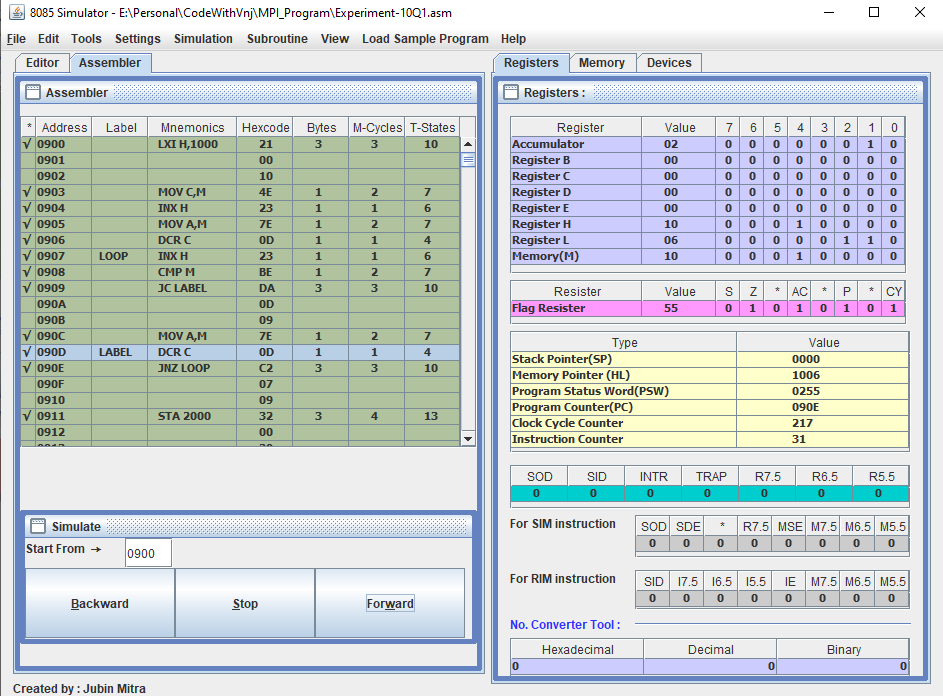 8085 Simulator - E:\Personal\CodeWithVnj\MPI_Program\Experiment-10Q1.asm
File Edit Tools Settings Simulation Subroutine View Load Sample Program Help
Editor Assembler
Assembler
* Address Label Mnemonics Hexcode Bytes M-Cycles T-States
√ 0900 LXI H,1000 21 3 3 10
0901 00
0902 10
√ 0903 MOV C,M 4E 1 2 7
√ 0904 INX H 23 1 1 6
√ 0905 MOV A,M 7E 1 2 7
√ 0906 DCR C 0D 1 1 4
√ 0907 LOOP INX H 23 1 1 6
√ 0908 CMP M BE 1 2 7
√ 0909 JC LABEL DA 3 3 10
090A 0D
090B 09
√ 090C MOV A,M 7E 1 2 7
√ 090D LABEL DCR C 0D 1 1 4
√ 090E JNZ LOOP C2 3 3 10
090F 07
0910 09
√ 0911 STA 2000 32 3 4 13
0912 00
Simulate
Start From → 0900
Backward Stop Forward
Created by : Jubin Mitra
Registers Memory Devices
Registers :
Register Value 7 6 5 4 3 2 1 0
Accumulator 02 0 0 0 0 0 0 1 0
Register B 00 0 0 0 0 0 0 0 0
Register C 00 0 0 0 0 0 0 0 0
Register D 00 0 0 0 0 0 0 0 0
Register E 00 0 0 0 0 0 0 0 0
Register H 10 0 0 0 1 0 0 0 0
Register L 06 0 0 0 0 0 1 1 0
Memory(M) 10 0 0 0 1 0 0 0 0
Resister Value S Z * AC * P * CY
Flag Resister 55 0 1 0 1 0 1 0 1
Type Value
Stack Pointer(SP) 0000
Memory Pointer (HL) 1006
Program Status Word(PSW) 0255
Program Counter(PC) 090E
Clock Cycle Counter 217
Instruction Counter 31
SOD SID INTR TRAP R7.5 R6.5 R5.5
0 0 0 0 0 0 0
For SIM instruction
SOD SDE * R7.5 MSE M7.5 M6.5 M5.5
0 0 0 0 0 0 0 0
For RIM instruction
SID I7.5 I6.5 I5.5 IE M7.5 M6.5 M5.5
0 0 0 0 0 0 0 0
No. Converter Tool :
Hexadecimal Decimal Binary
0 0 0